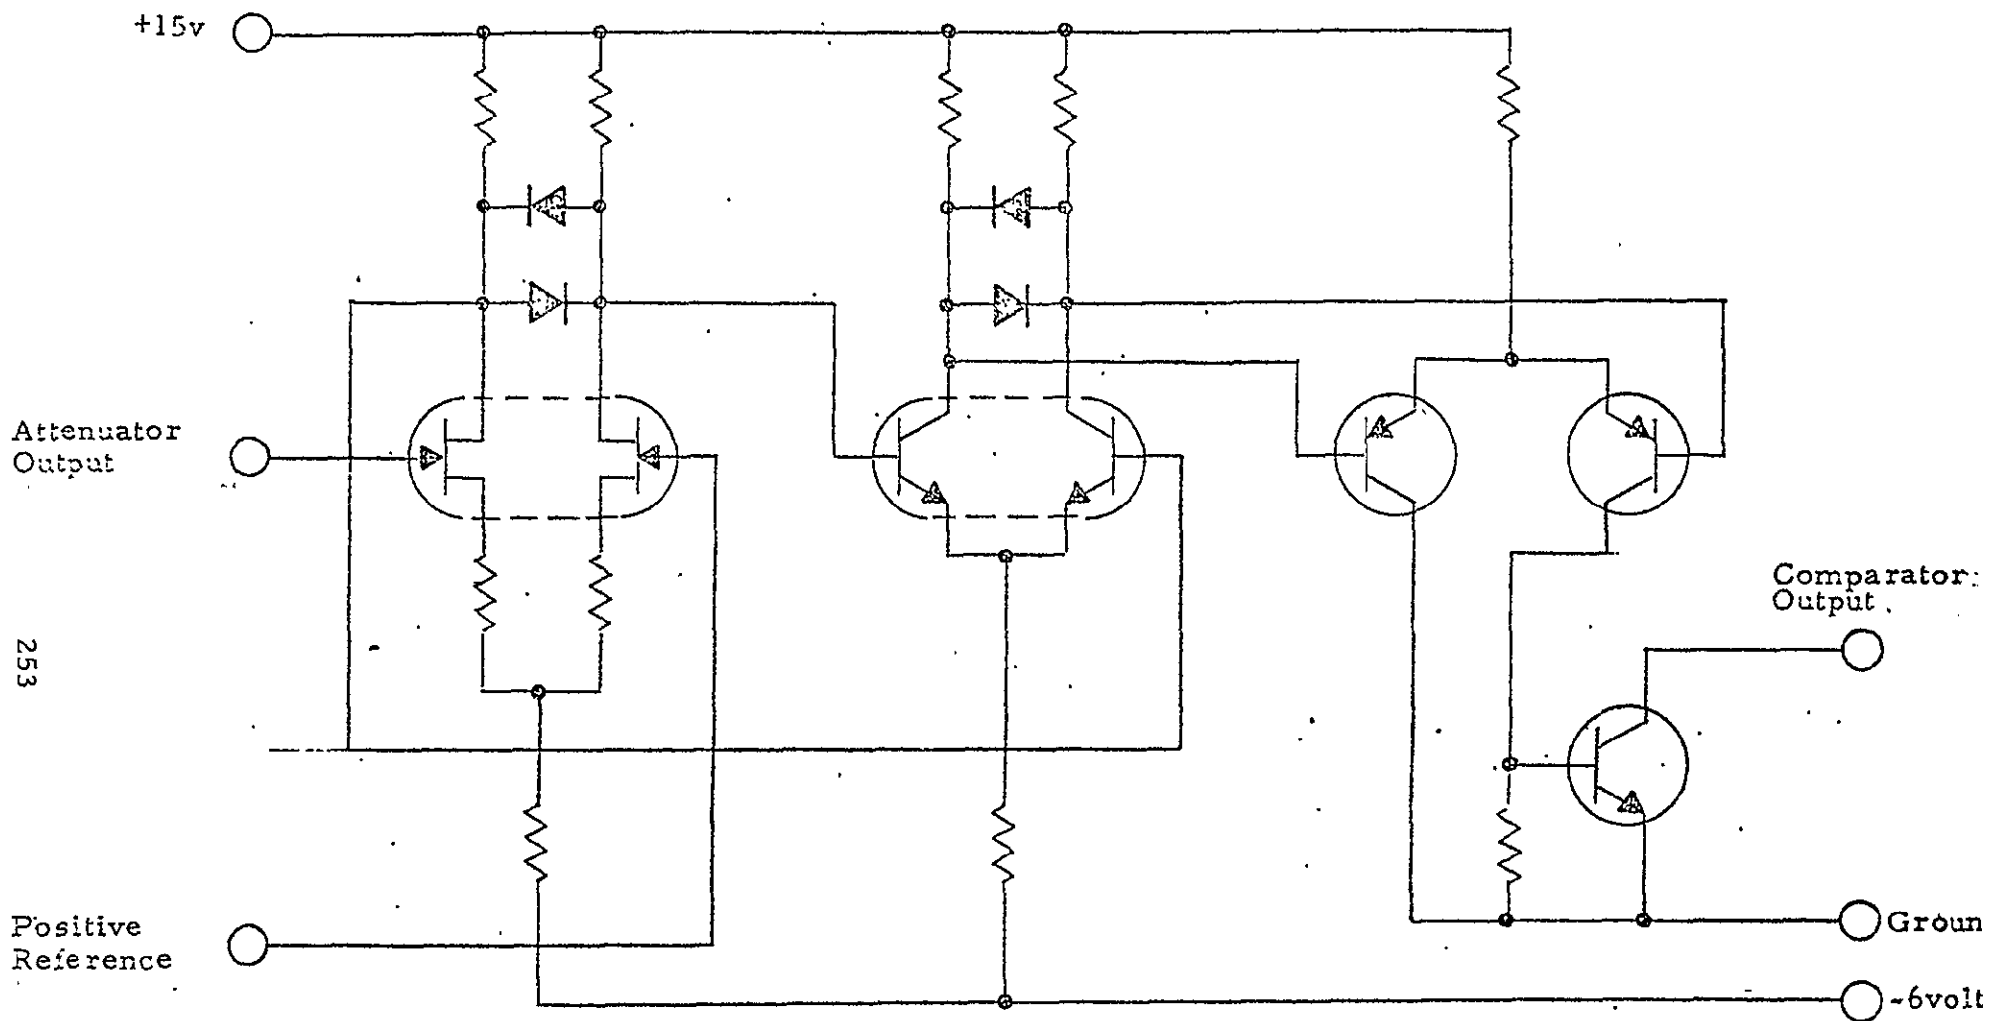 +15v
Attenuator
Output
Comparator
Output
253
Positive
Reference
Groun
-6volt